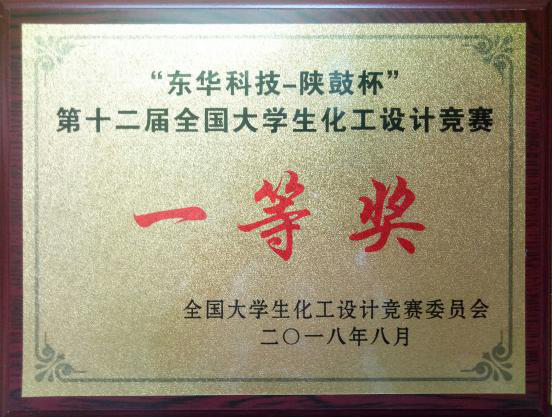 “东华科技–陕鼓杯”
第十二届全国大学生化工设计竞赛
一等奖
全国大学生化工设计竞赛委员会
二〇一八年八月